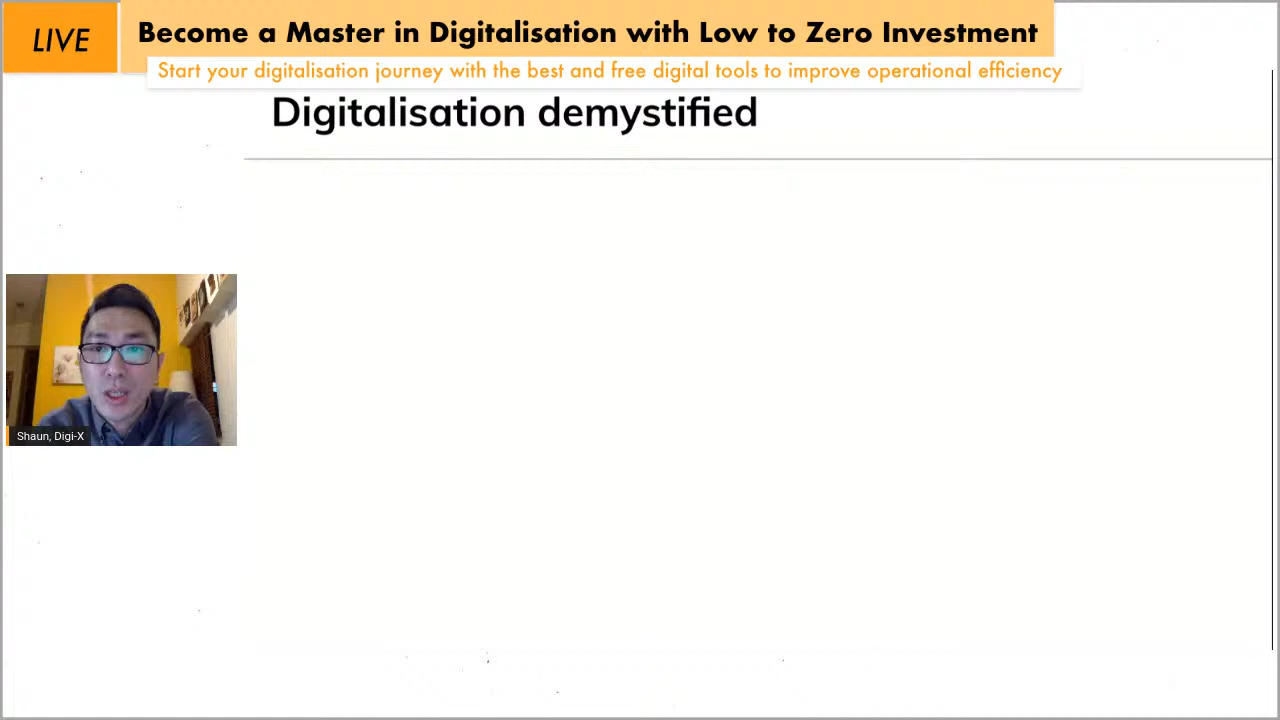 LIVE
Become a Master in Digitalisation with Low to Zero Investment
Start your digitalisation journey with the best and free digital tools to improve operational efficiency
Digitalisation demystified
Shaun, Digi-X